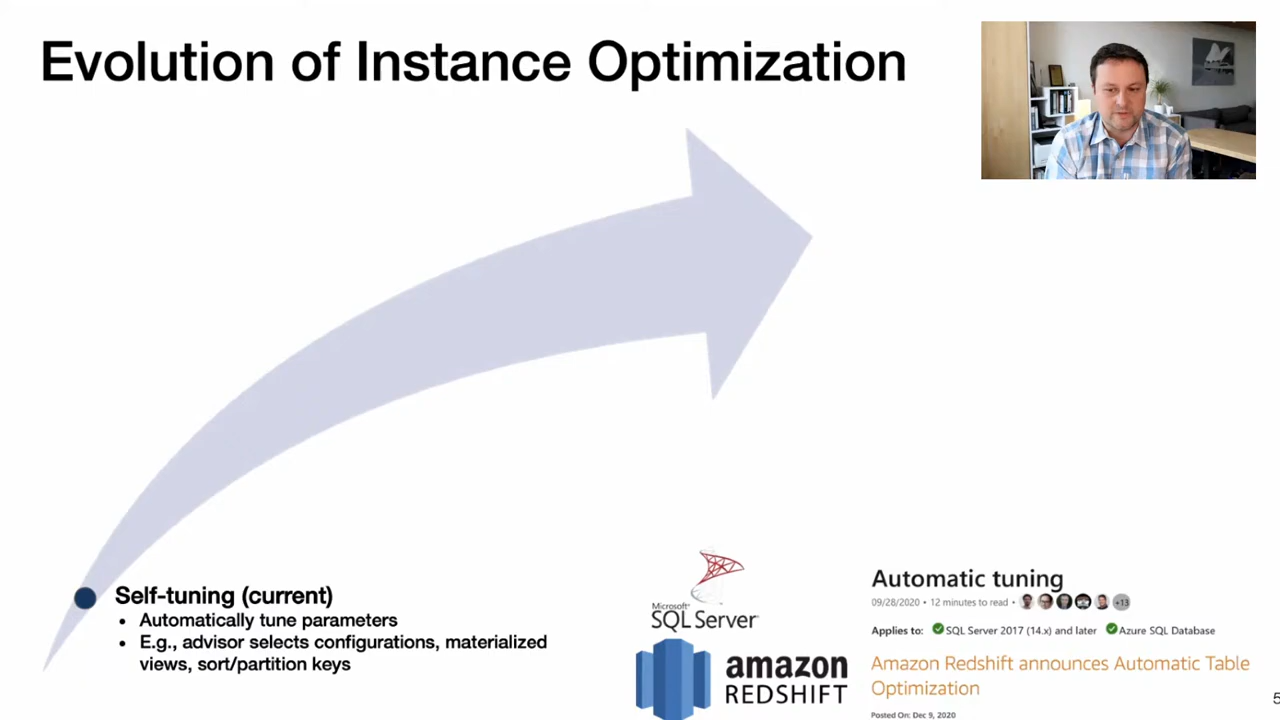 Evolution of Instance Optimization
Self-tuning (current)
• Automatically tune parameters
• E.g., advisor selects configurations, materialized
views, sort/partition keys
Microsoft®
SQL Server®
amazon
REDSHIFT
Automatic tuning
09/28/2020 • 12 minutes to read •
+13
Applies to: SQL Server 2017 (14.x) and later Azure SQL Database
Amazon Redshift announces Automatic Table
Optimization
Posted On: Dec 9, 2020
5